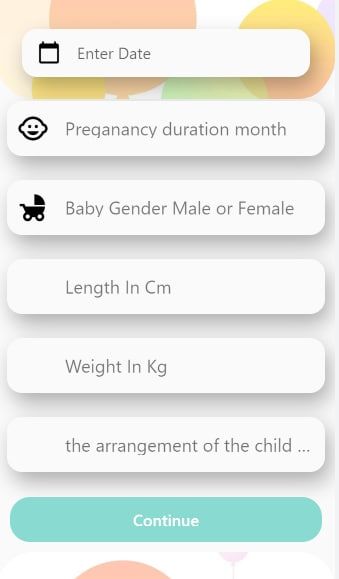 Enter Date
Preganancy duration month
Baby Gender Male or Female
Length In Cm
Weight In Kg
the arrangement of the child ...
Continue